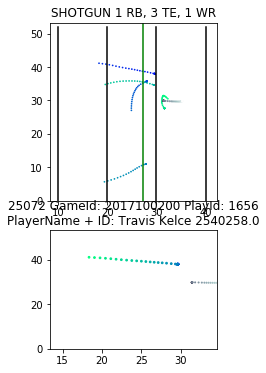 SHOTGUN 1 RB, 3 TE, 1 WR
50
40
30
20
10
0
10 20 30 40
25072 GameId: 2017100200 PlayId: 1656
PlayerName + ID: Travis Kelce 2540258.0
40
20
0
15 20 25 30